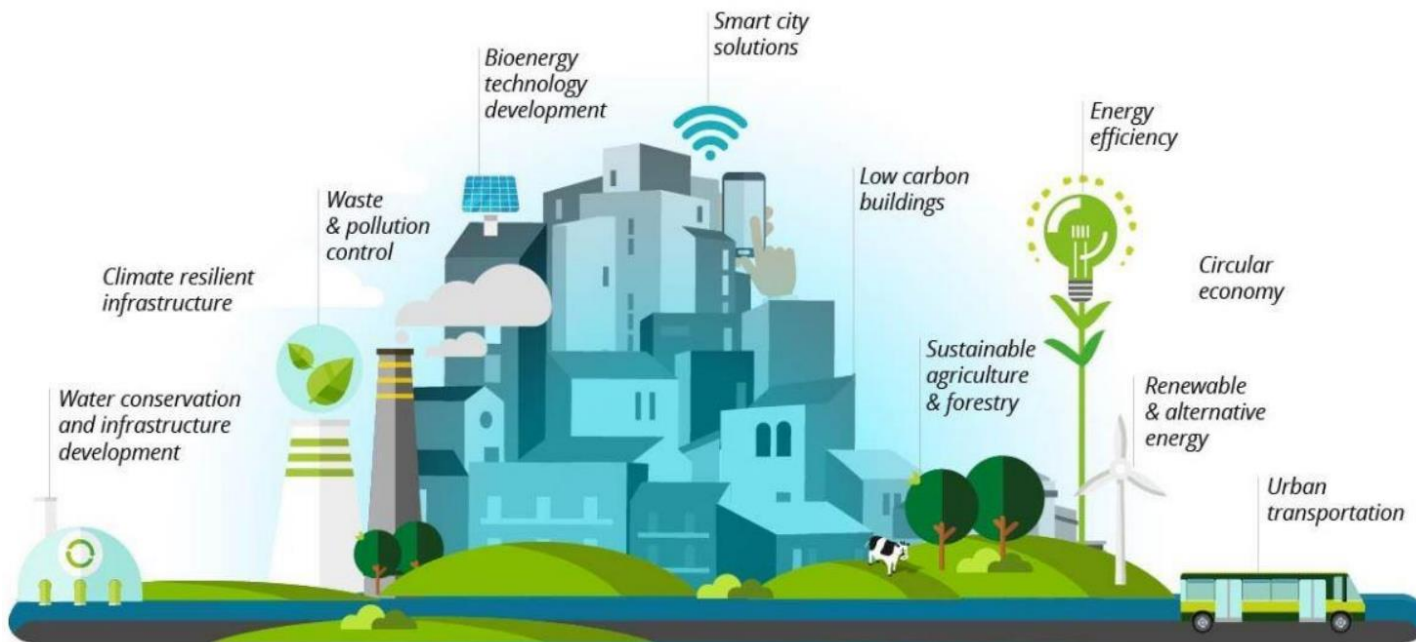 Smart city
solutions
Bioenergy
technology
development
Energy
efficiency
Low carbon
buildings
Waste
& pollution
control
Climate resilient
infrastructure
Circular
economy
Sustainable
agriculture
& forestry
Renewable
& alternative
energy
Water conservation
and infrastructure
development
Urban
transportation